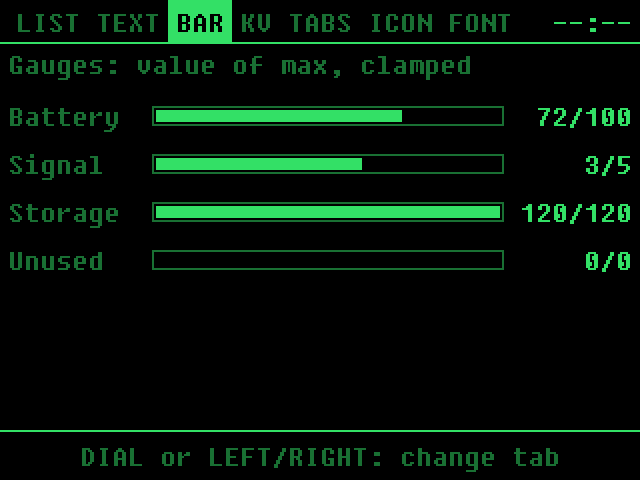 LIST TEXT BAR KV TABS ICON FONT --:--
Gauges: value of max, clamped
Battery 72/100
Signal 3/5
Storage 120/120
Unused 0/0
DIAL or LEFT/RIGHT: change tab